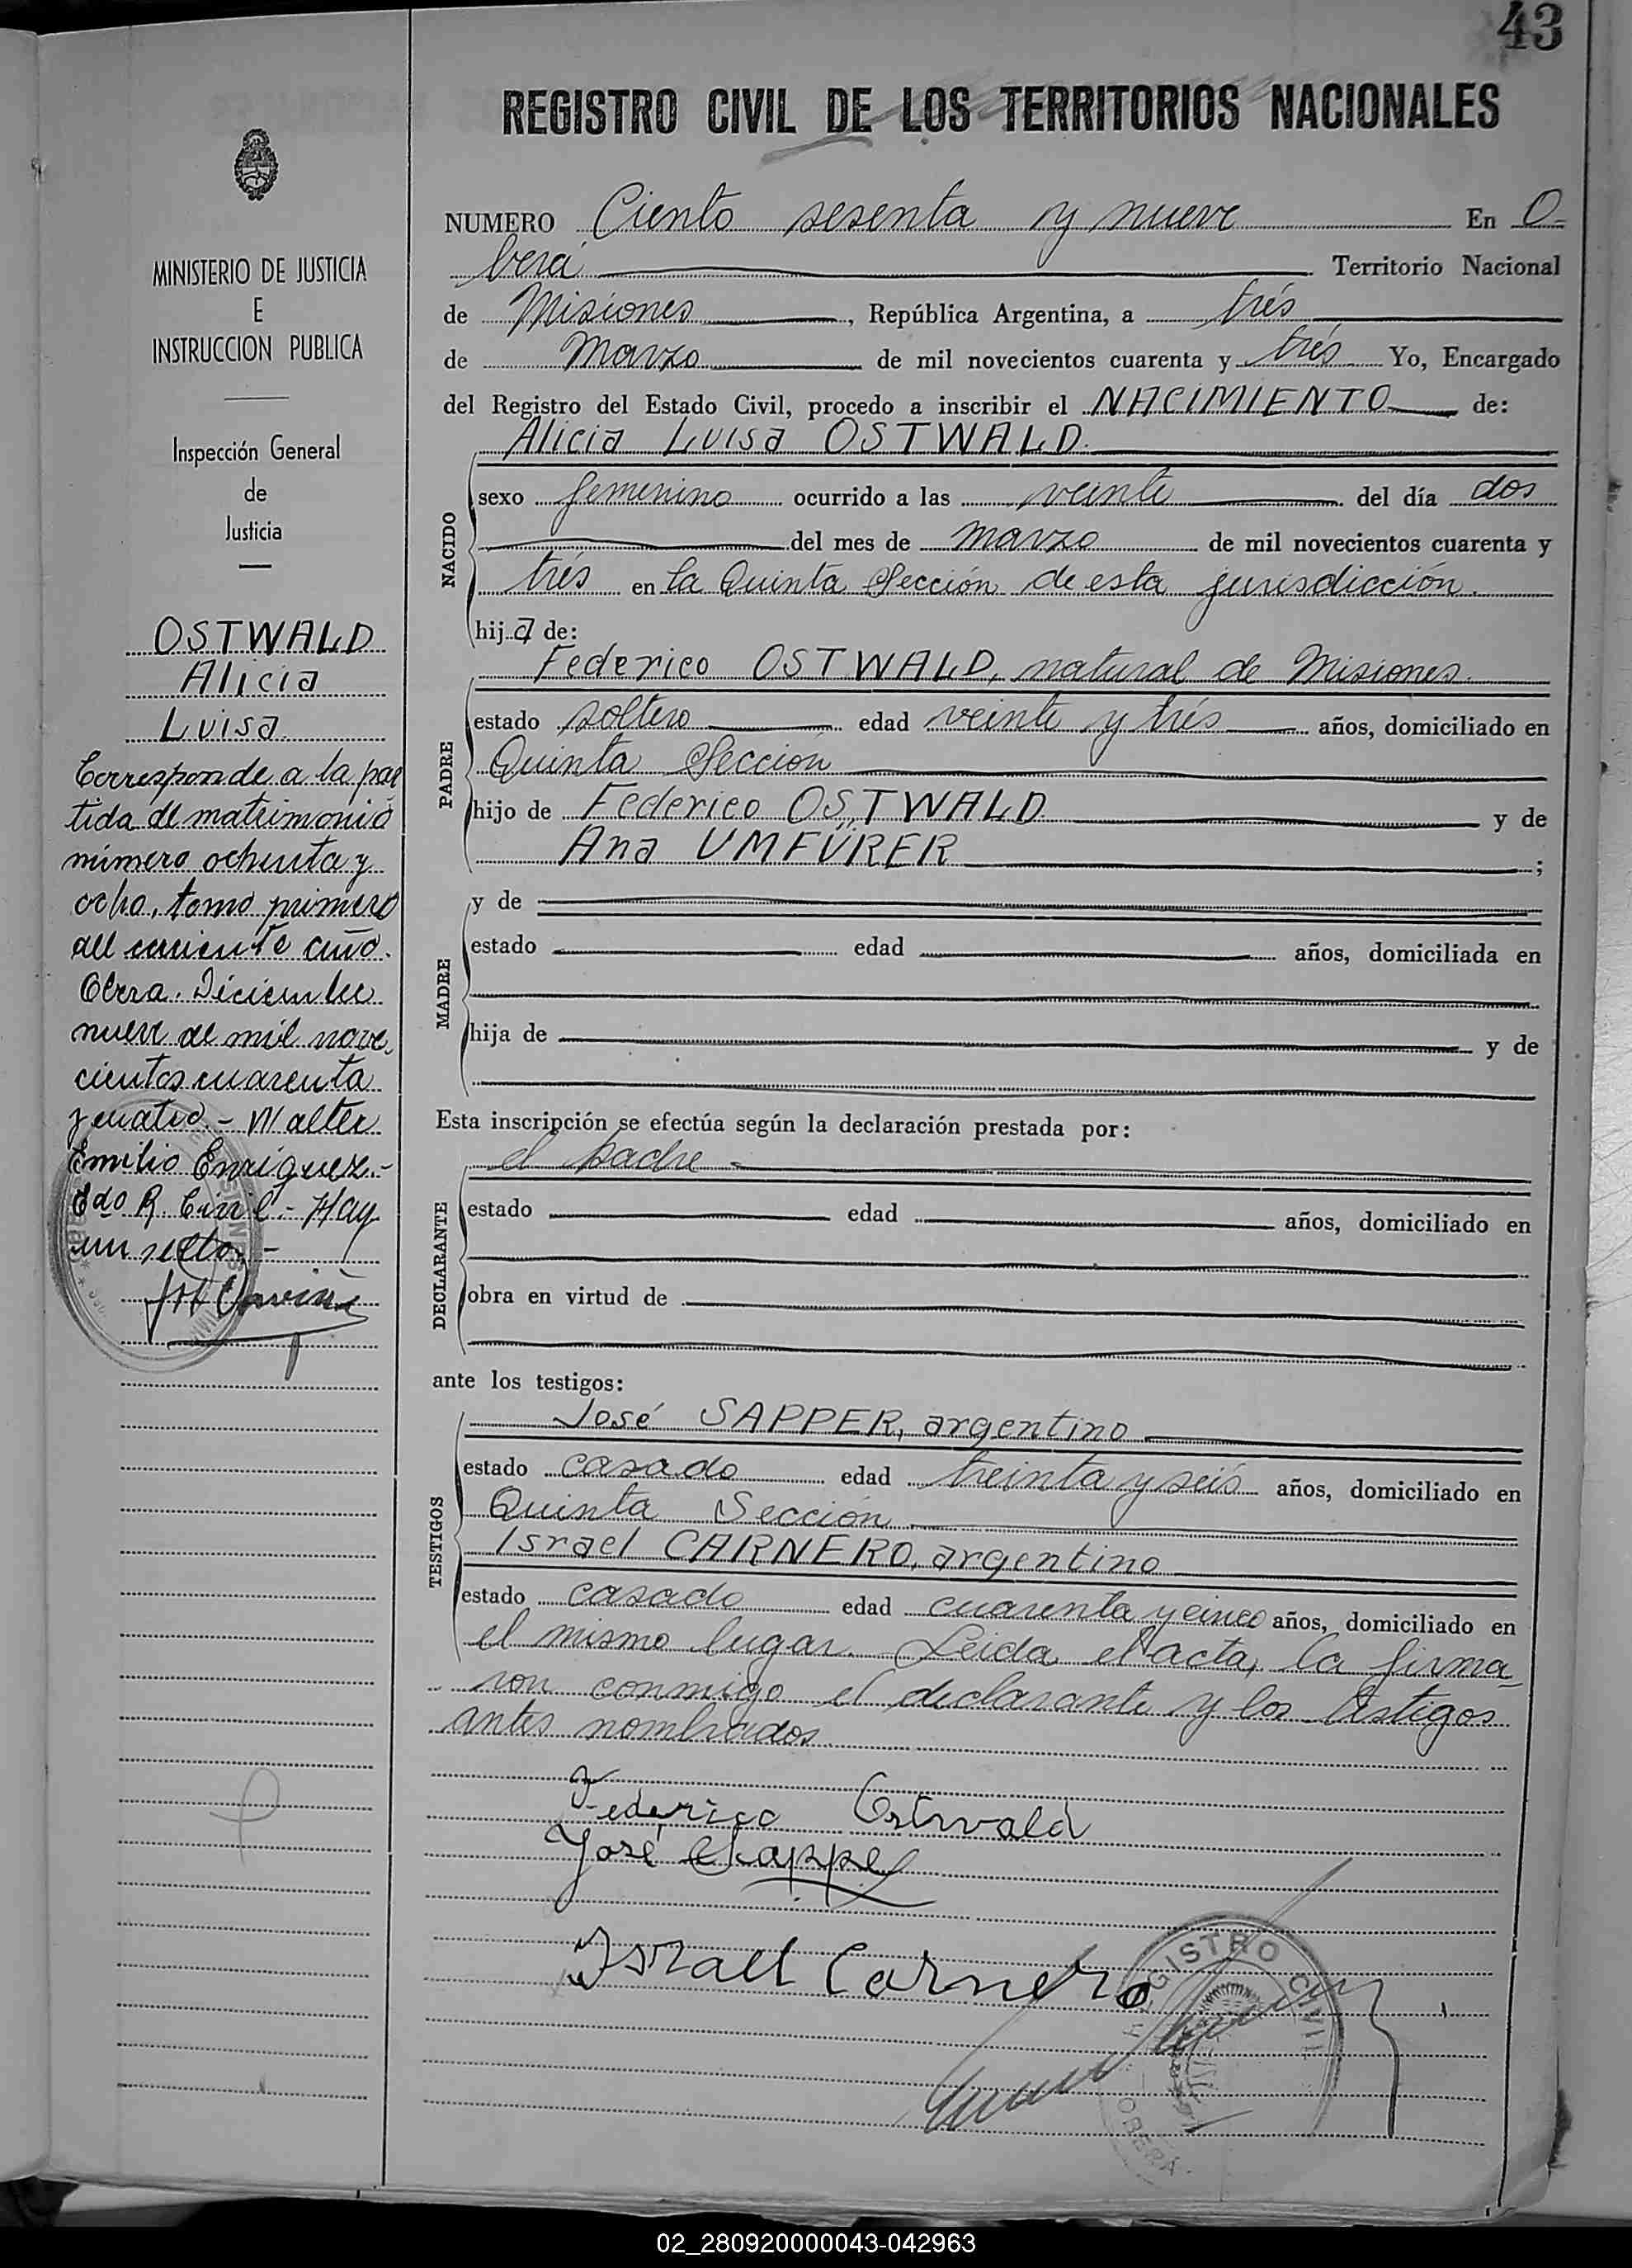 43
REGISTRO CIVIL DE LOS TERRITORIOS NACIONALES
MINISTERIO DE JUSTICIA
E
INSTRUCCION PUBLICA
Inspección General
de
Justicia
OSTWALD
Alicia
Luisa
Corresponde a la par
tida de matrimonio
número ochenta y
ocho, tomo primero
del corriente año.
Obera. Diciembre
nueve de mil nove
cientos cuarenta
y cuatro. - Walter
Emilio Enriguez.-
Edo R. Civil.- Hay
un sello.-
NUMERO Ciento sesenta y nueve En O-
berá Territorio Nacional
de Misiones, República Argentina, a trés
de Marzo de mil novecientos cuarenta y trés Yo, Encargado
del Registro del Estado Civil, procedo a inscribir el NACIMIENTO de:
Alicia Luisa OSTWALD.
NACIDO
sexo femenino ocurrido a las veinte del día dos
del mes de marzo de mil novecientos cuarenta y
trés en la Quinta Sección de esta jurisdicción.
hija de:
Federico OSTWALD, natural de Misiones.
PADRE
estado soltero edad veinte y trés años, domiciliado en
Quinta Sección
hijo de Federico OSTWALD y de
Ana UMFÜRER ;
MADRE
y de
estado edad años, domiciliada en
hija de y de
Esta inscripción se efectúa según la declaración prestada por:
el padre
DECLARANTE
estado edad años, domiciliado en
obra en virtud de
ante los testigos:
José SAPPER, argentino
TESTIGOS
estado casado edad treinta y seis años, domiciliado en
Quinta Sección
Israel CARNERO, argentino
estado casado edad cuarenta y cinco años, domiciliado en
el mismo lugar. Leida el acta, la firma-
ron conmigo el declarante y los testigos
antes nombrados.
Federico Ostwald
José Sapper
Israel Carnero
REGISTRO CIVIL
OBERÁ
02_280920000043-042963